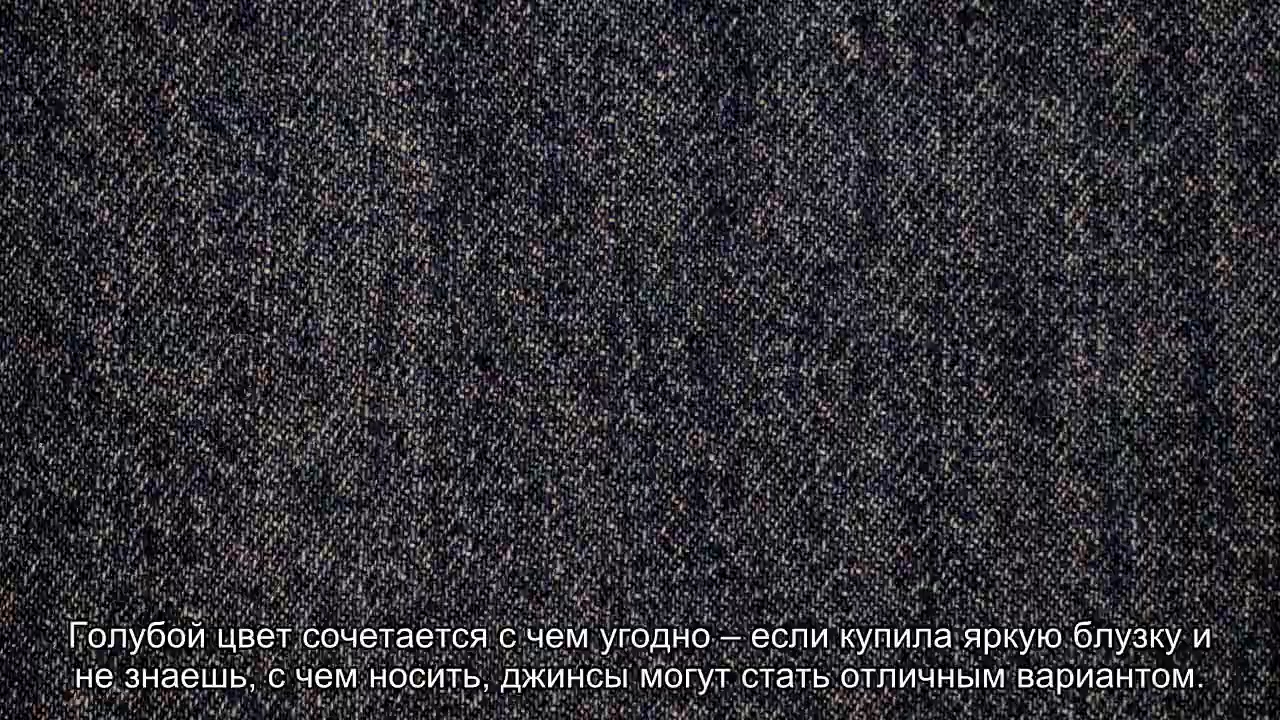 Голубой цвет сочетается с чем угодно – если купила яркую блузку и
не знаешь, с чем носить, джинсы могут стать отличным вариантом.